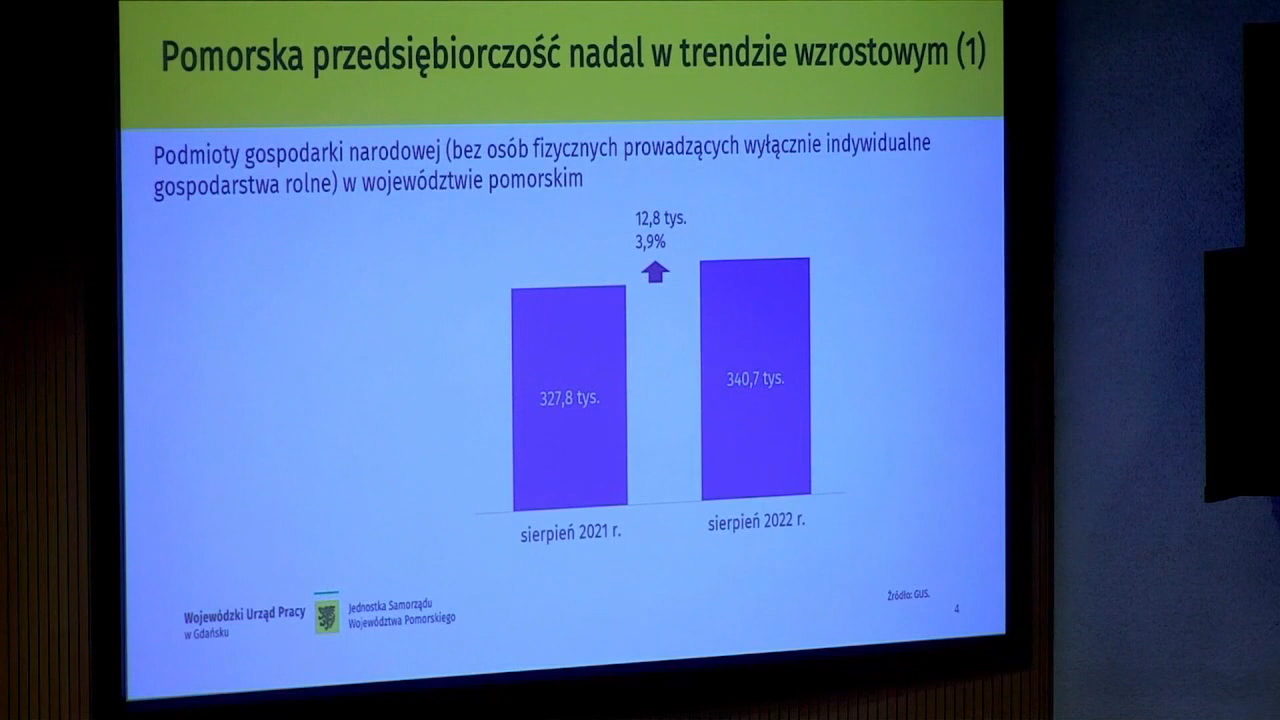 Pomorska przedsiębiorczość nadal w trendzie wzrostowym (1)
Podmioty gospodarki narodowej (bez osób fizycznych prowadzących wyłącznie indywidualne
gospodarstwa rolne) w województwie pomorskim
12,8 tys.
3,9%
327,8 tys.
340,7 tys.
sierpień 2021 r.
sierpień 2022 r.
Wojewódzki Urząd Pracy
w Gdańsku
Jednostka Samorządu
Województwa Pomorskiego
Źródło: GUS.
4